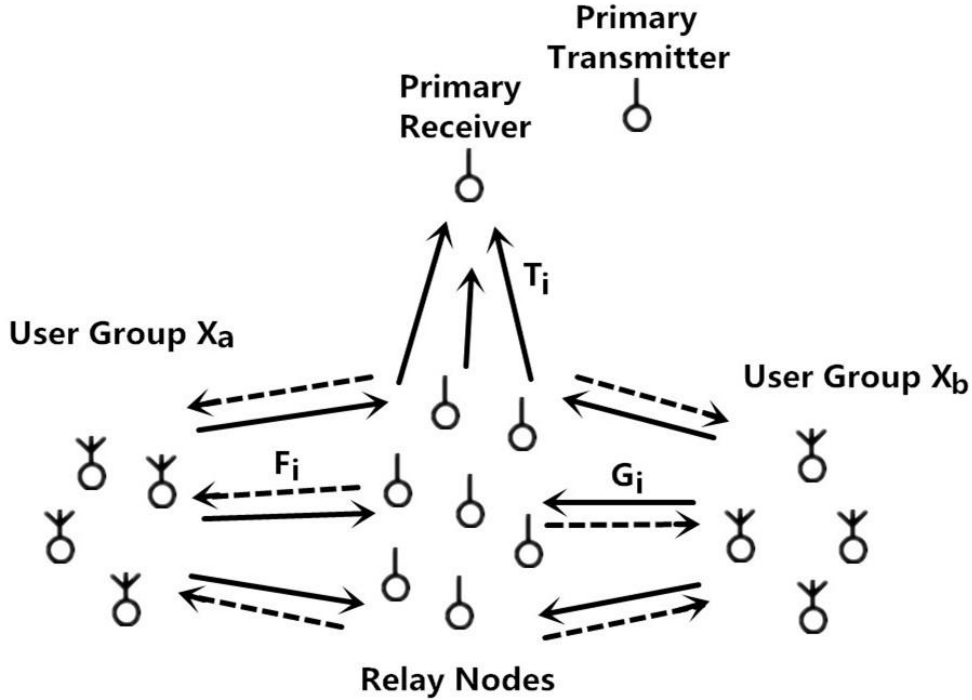 Primary
Transmitter
Primary
Receiver
Ti
User Group Xa
User Group Xb
Fi
Gi
Relay Nodes